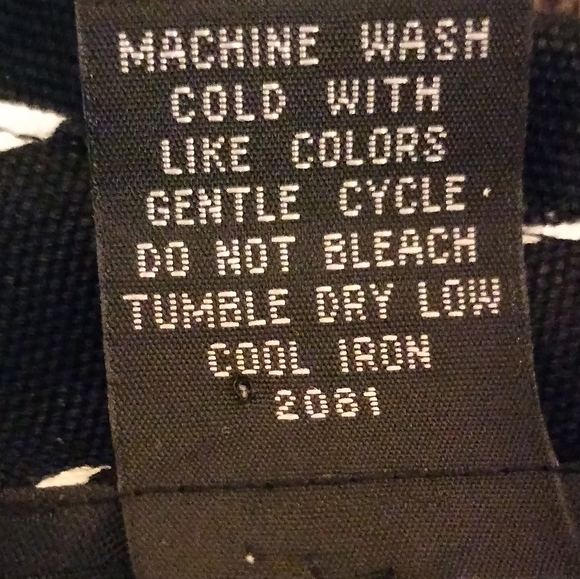 MACHINE WASH
COLD WITH
LIKE COLORS
GENTLE CYCLE
DO NOT BLEACH
TUMBLE DRY LOW
COOL IRON
2081